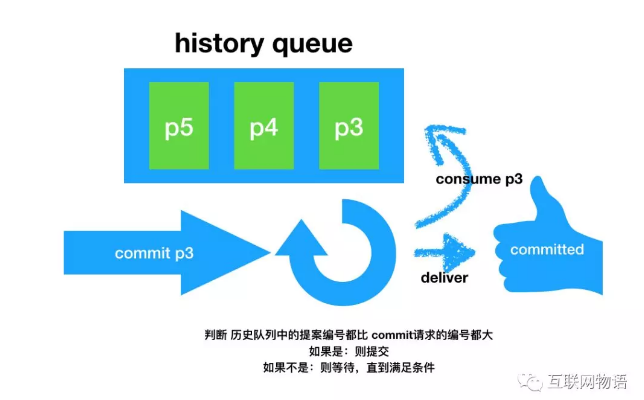 history queue
p5 p4 p3
consume p3
commit p3
committed
deliver
判断 历史队列中的提案编号都比 commit请求的编号都大
如果是：则提交
如果不是：则等待，直到满足条件
互联网物语